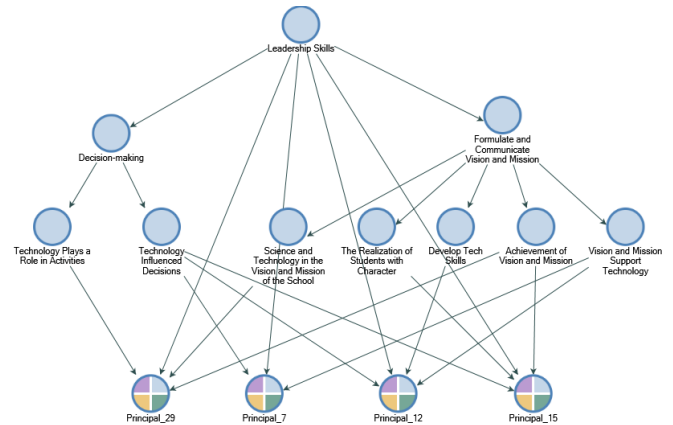 Leadership Skills
Decision-making
Formulate and
Communicate
Vision and Mission
Technology Plays a
Role in Activities
Technology
Influenced
Decisions
Science and
Technology in the
Vision and Mission
of the School
The Realization of
Students with
Character
Develop Tech
Skills
Achievement of
Vision and Mission
Vision and Mission
Support
Technology
Principal_29
Principal_7
Principal_12
Principal_15